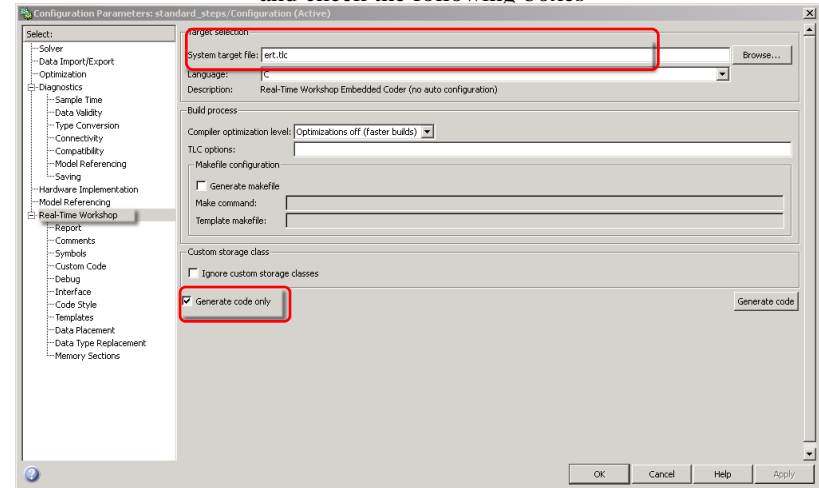 and check the following boxes
Configuration Parameters: standard_steps/Configuration (Active)
Select:
Solver
Data Import/Export
Optimization
Diagnostics
Sample Time
Data Validity
Type Conversion
Connectivity
Compatibility
Model Referencing
Saving
Hardware Implementation
Model Referencing
Real-Time Workshop
Report
Comments
Symbols
Custom Code
Debug
Interface
Code Style
Templates
Data Placement
Data Type Replacement
Memory Sections
Target selection
System target file: ert.tlc Browse...
Language: C
Description: Real-Time Workshop Embedded Coder (no auto configuration)
Build process
Compiler optimization level: Optimizations off (faster builds)
TLC options:
Makefile configuration
Generate makefile
Make command:
Template makefile:
Custom storage class
Ignore custom storage classes
Generate code only Generate code
OK Cancel Help Apply